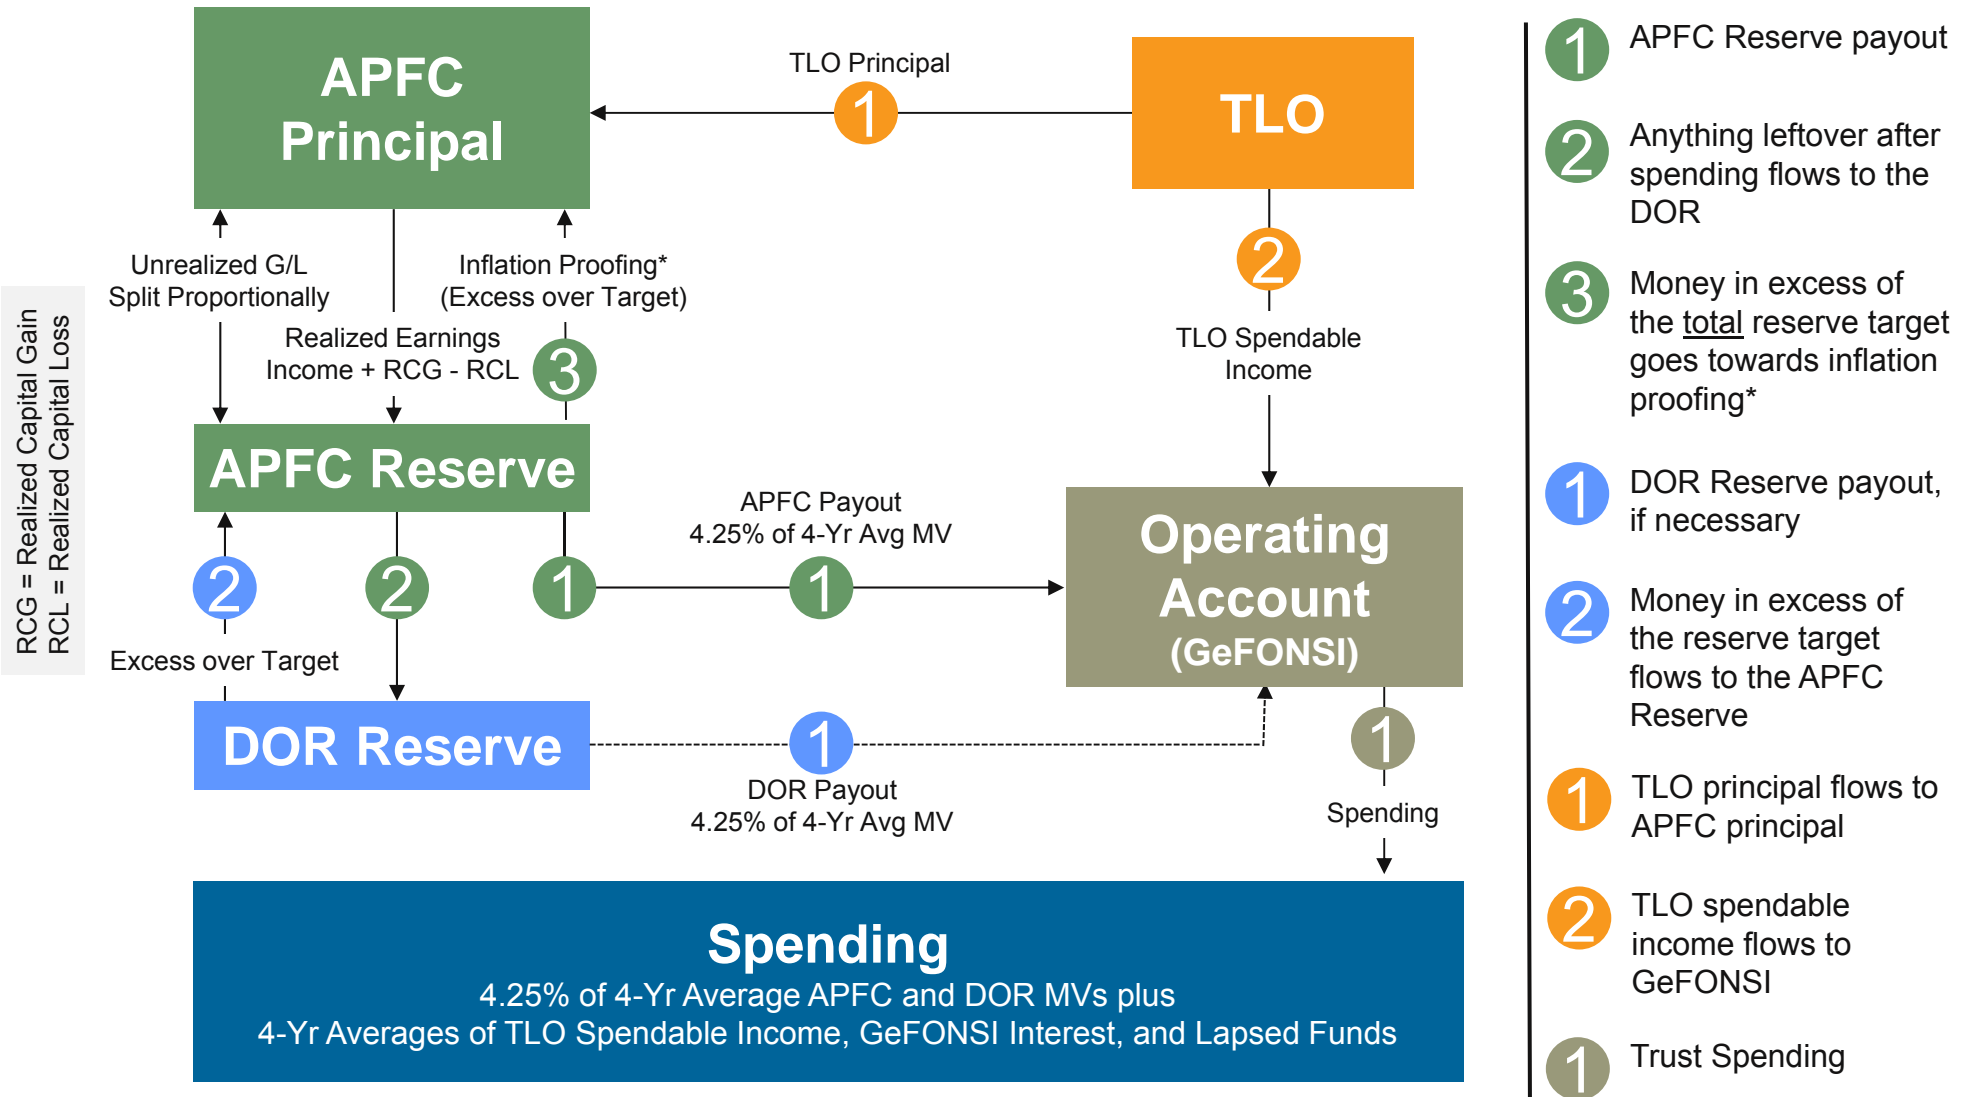 APFC
Principal
TLO Principal
1
TLO
Unrealized G/L
Split Proportionally
Inflation Proofing*
(Excess over Target)
Realized Earnings
Income + RCG - RCL
3
2
TLO Spendable
Income
RCG = Realized Capital Gain
RCL = Realized Capital Loss
APFC Reserve
APFC Payout
4.25% of 4-Yr Avg MV
2
2
1
1
Operating
Account
(GeFONSI)
Excess over Target
DOR Reserve
1
DOR Payout
4.25% of 4-Yr Avg MV
1
Spending
Spending
4.25% of 4-Yr Average APFC and DOR MVs plus
4-Yr Averages of TLO Spendable Income, GeFONSI Interest, and Lapsed Funds
1 APFC Reserve payout
2 Anything leftover after
spending flows to the
DOR
3 Money in excess of
the total reserve target
goes towards inflation
proofing*
1 DOR Reserve payout,
if necessary
2 Money in excess of
the reserve target
flows to the APFC
Reserve
1 TLO principal flows to
APFC principal
2 TLO spendable
income flows to
GeFONSI
1 Trust Spending